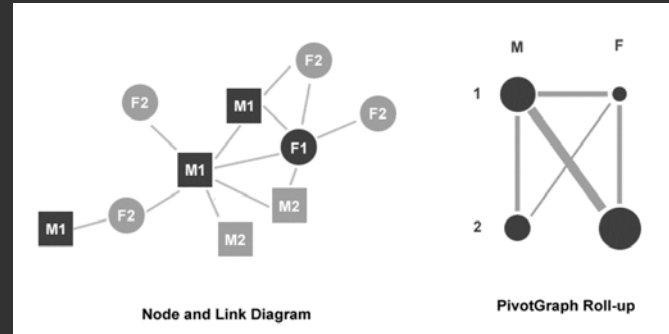 F2
F2
M1
F2
F1
M1
M2
F2
M1
M2
Node and Link Diagram
M F
1
2
PivotGraph Roll-up